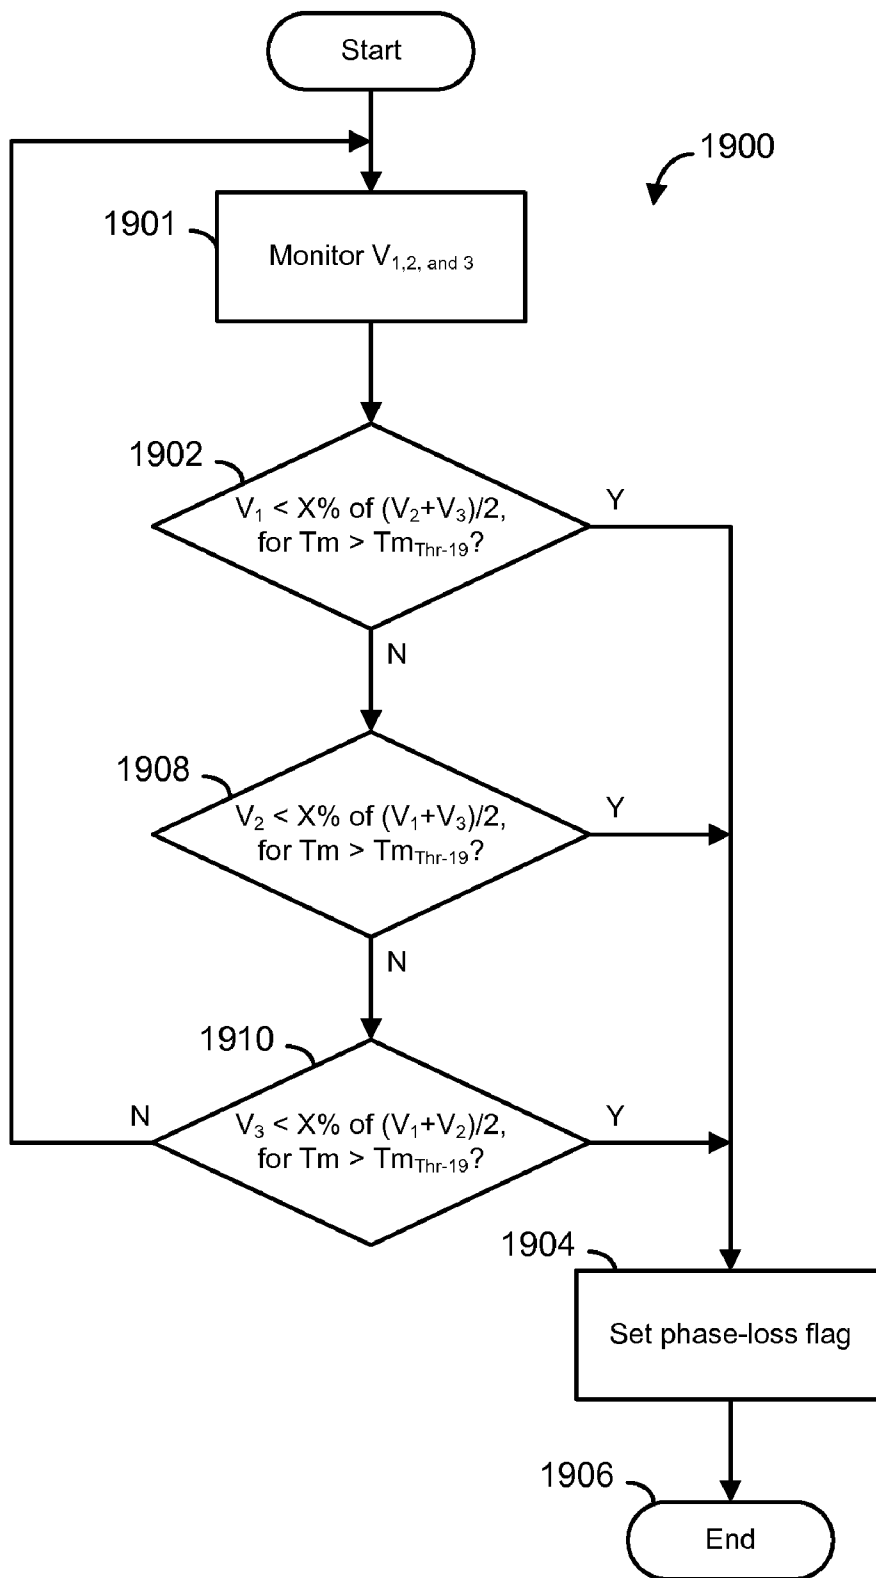 Start
1900
1901
Monitor V1,2, and 3
1902
V1 < X% of (V2+V3)/2,
for Tm > TmThr-19?
Y
N
1908
V2 < X% of (V1+V3)/2,
for Tm > TmThr-19?
Y
N
1910
V3 < X% of (V1+V2)/2,
for Tm > TmThr-19?
N
Y
1904
Set phase-loss flag
1906
End